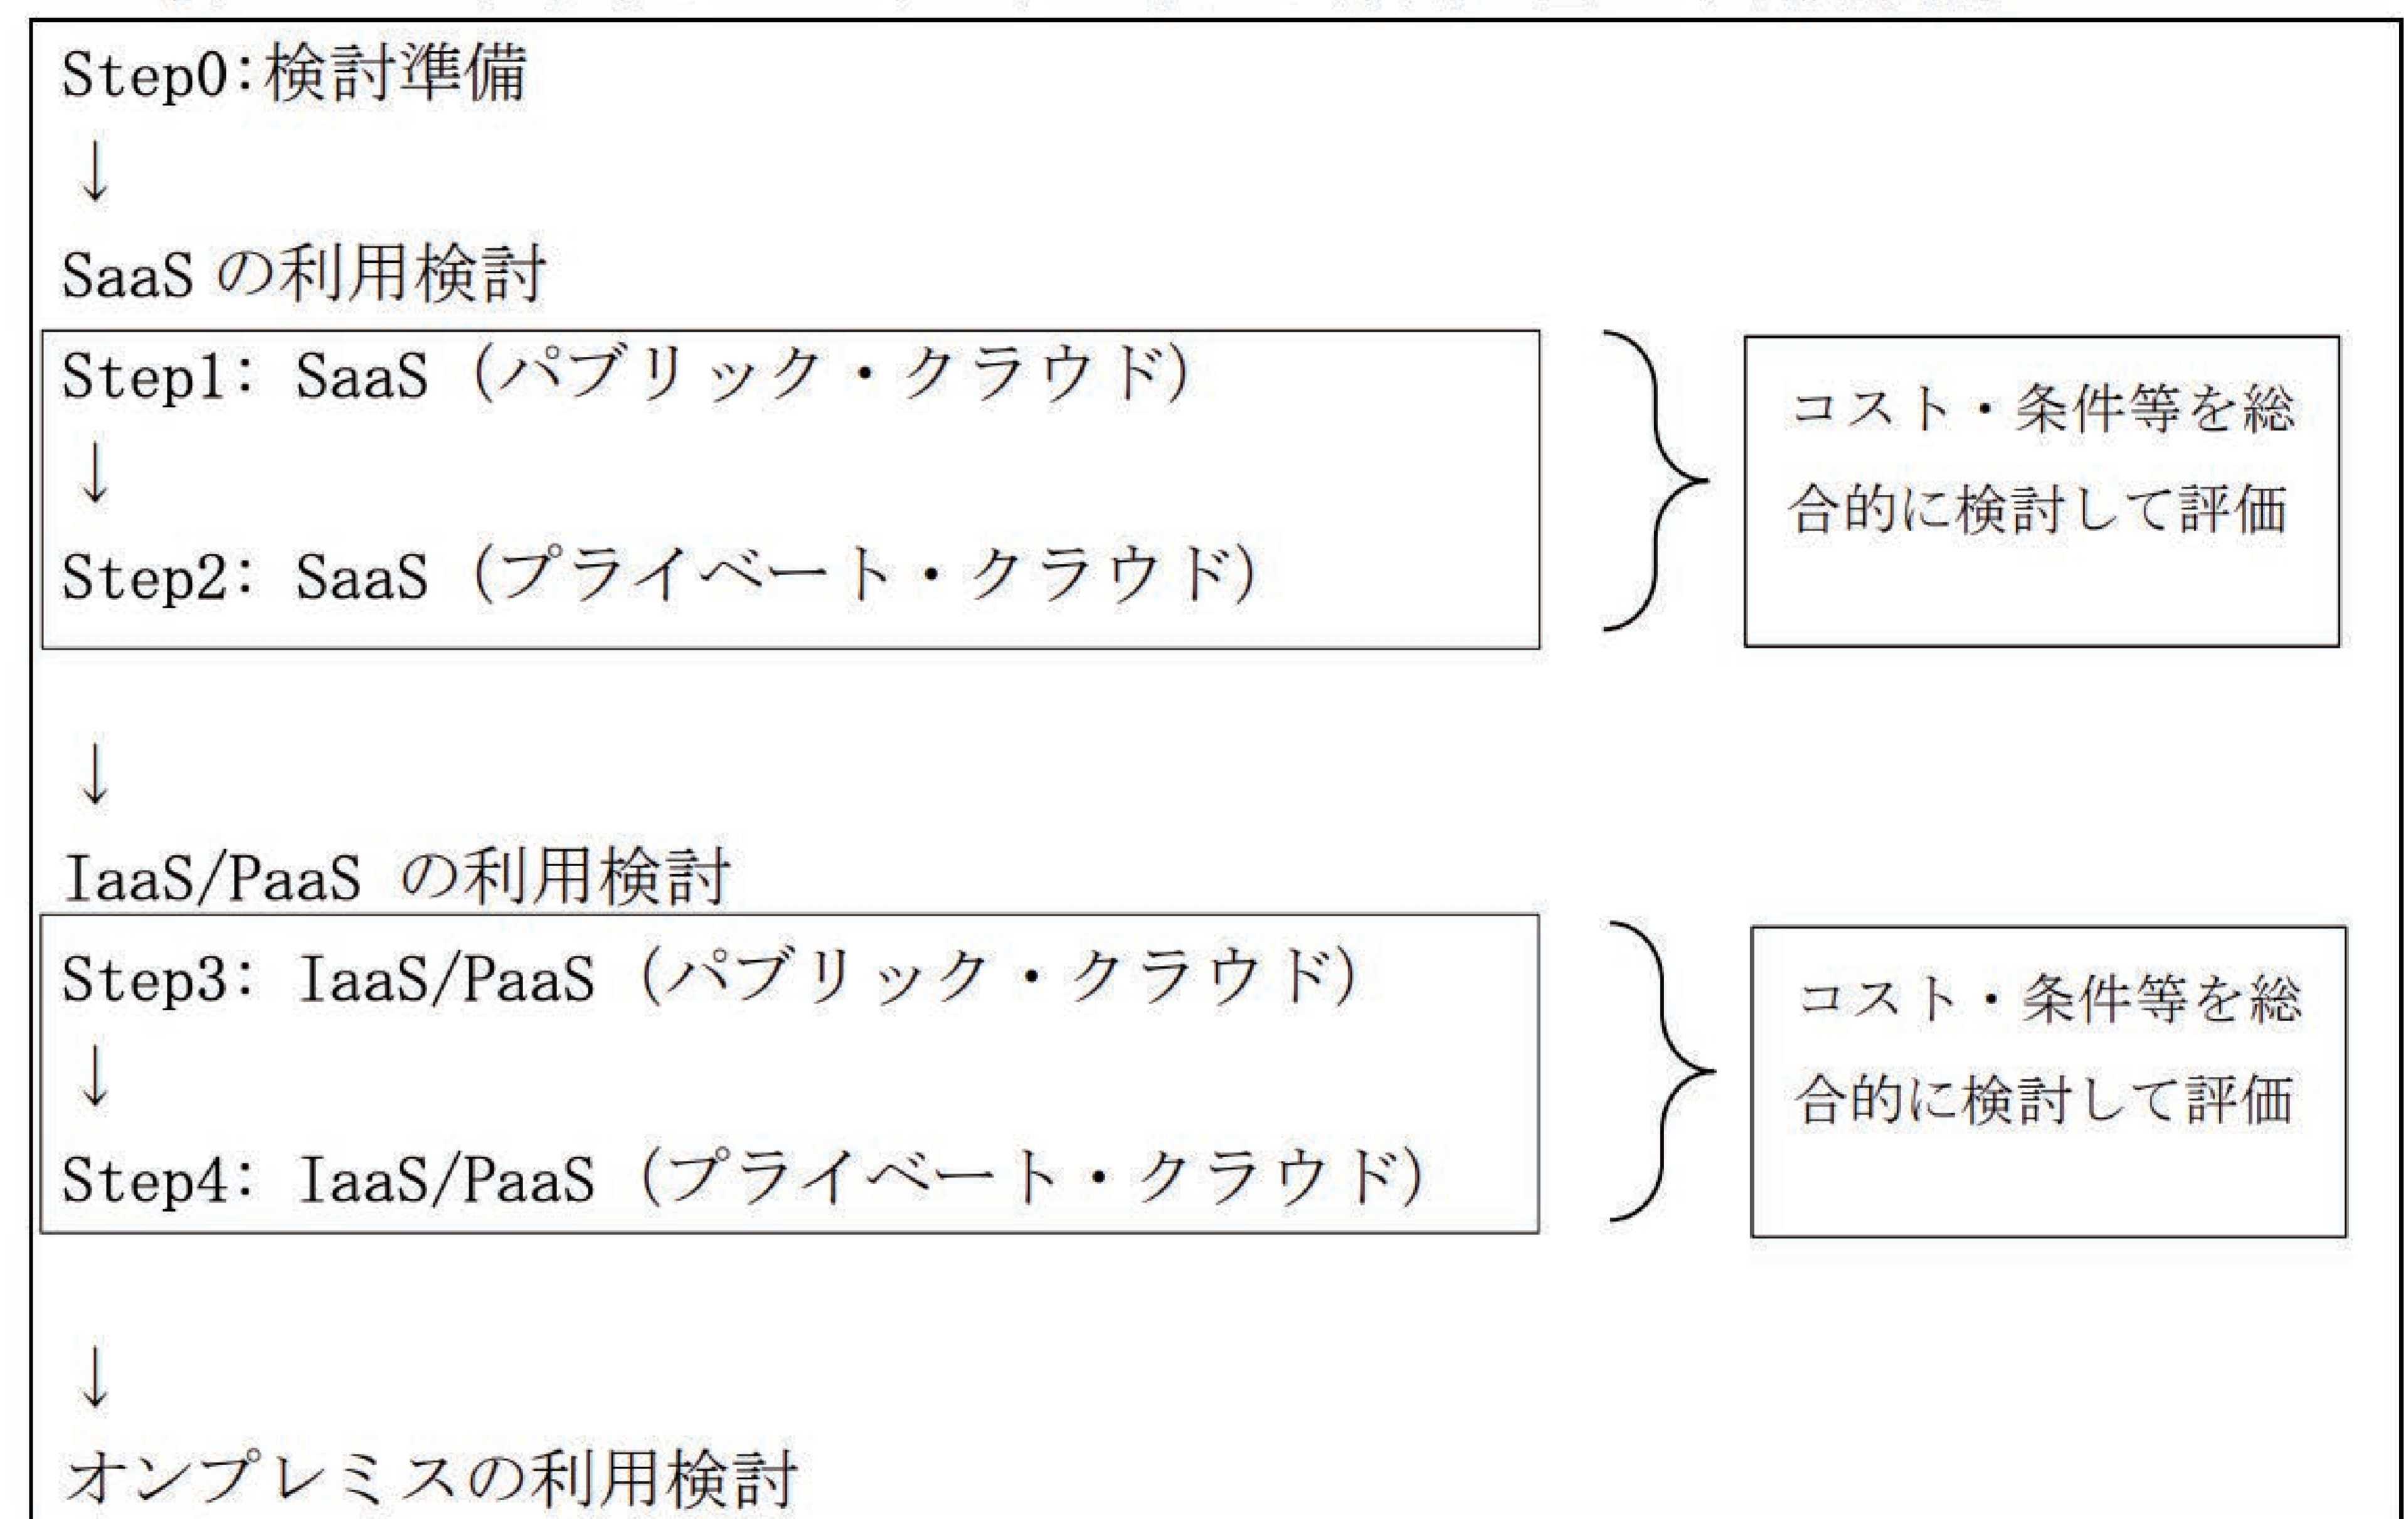 Step0:検討準備
↓
SaaS の利用検討
Step1: SaaS (パブリック・クラウド)
↓
Step2: SaaS (プライベート・クラウド)
コスト・条件等を総
合的に検討して評価
↓
IaaS/PaaS の利用検討
Step3: IaaS/PaaS (パブリック・クラウド)
↓
Step4: IaaS/PaaS (プライベート・クラウド)
コスト・条件等を総
合的に検討して評価
↓
オンプレミスの利用検討